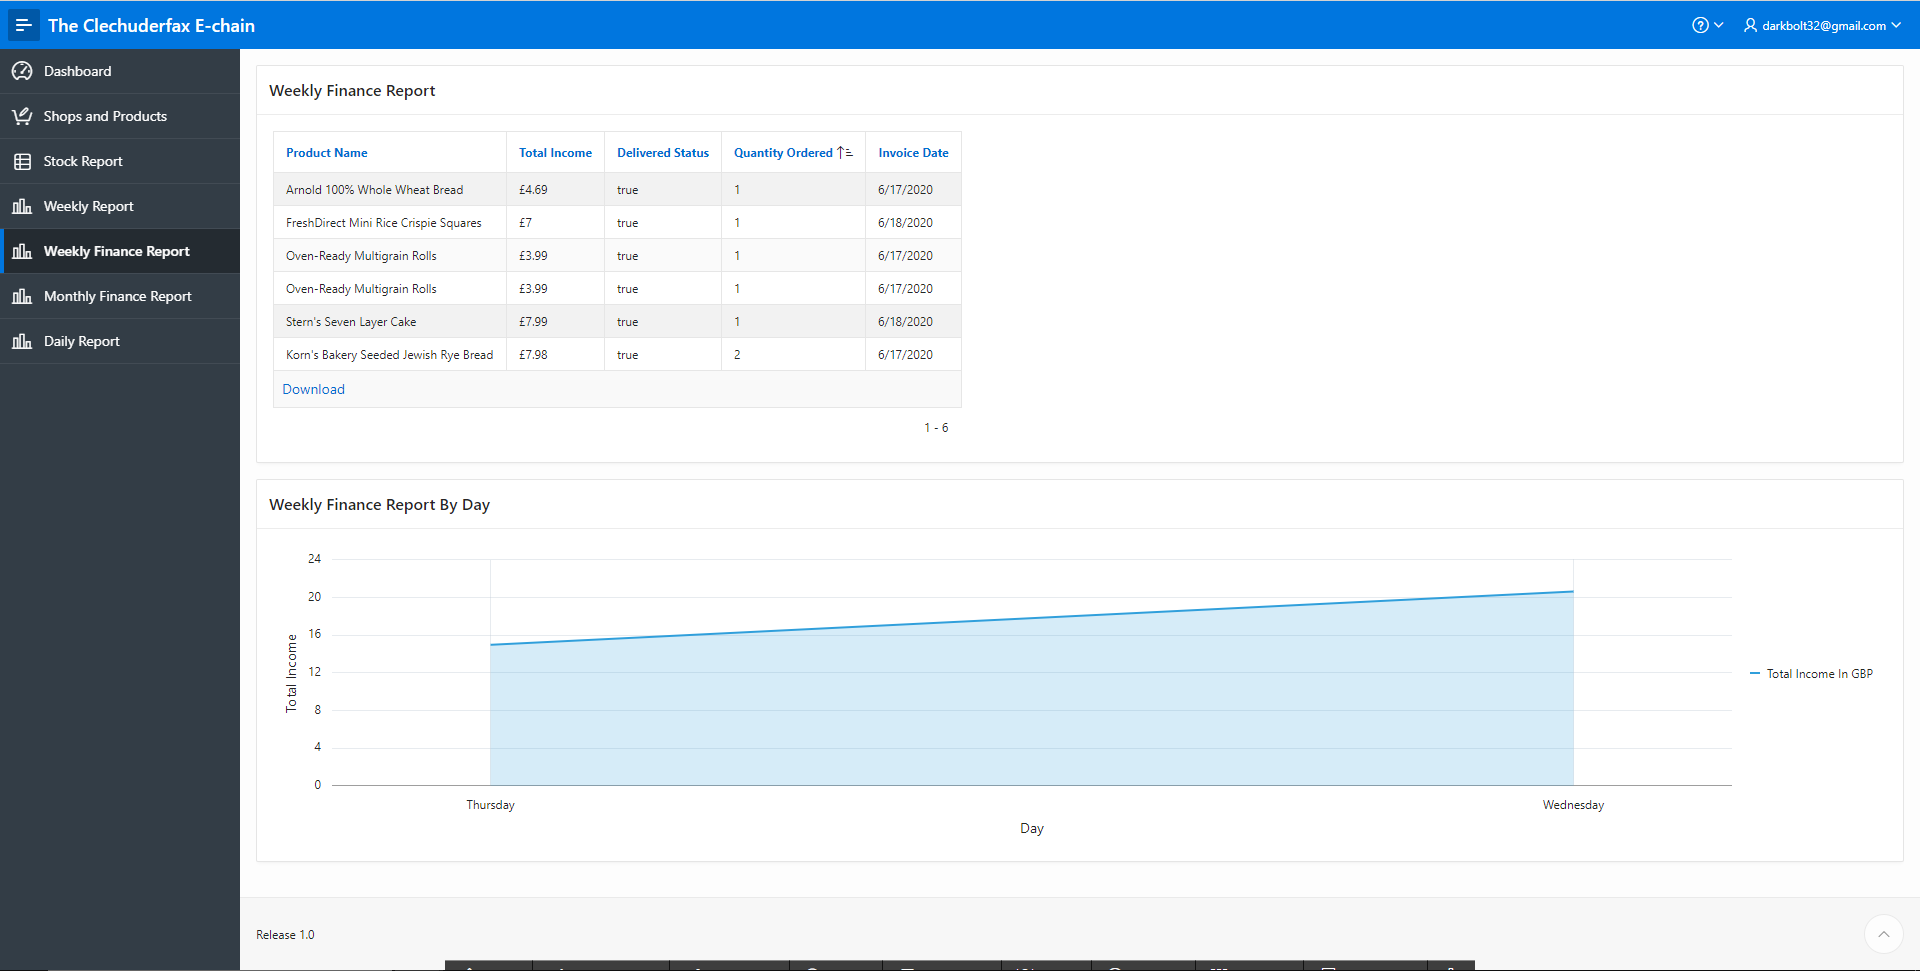 The Clechuderfax E-chain
darkbolt32@gmail.com
Dashboard
Shops and Products
Stock Report
Weekly Report
Weekly Finance Report
Monthly Finance Report
Daily Report
Weekly Finance Report
Product Name Total Income Delivered Status Quantity Ordered Invoice Date
Arnold 100% Whole Wheat Bread £4.69 true 1 6/17/2020
FreshDirect Mini Rice Crispie Squares £7 true 1 6/18/2020
Oven-Ready Multigrain Rolls £3.99 true 1 6/17/2020
Oven-Ready Multigrain Rolls £3.99 true 1 6/17/2020
Stern's Seven Layer Cake £7.99 true 1 6/18/2020
Korn's Bakery Seeded Jewish Rye Bread £7.98 true 2 6/17/2020
Download
1 - 6
Weekly Finance Report By Day
24
20
16
12
8
4
0
Total Income
Thursday Wednesday
Day
Total Income In GBP
Release 1.0